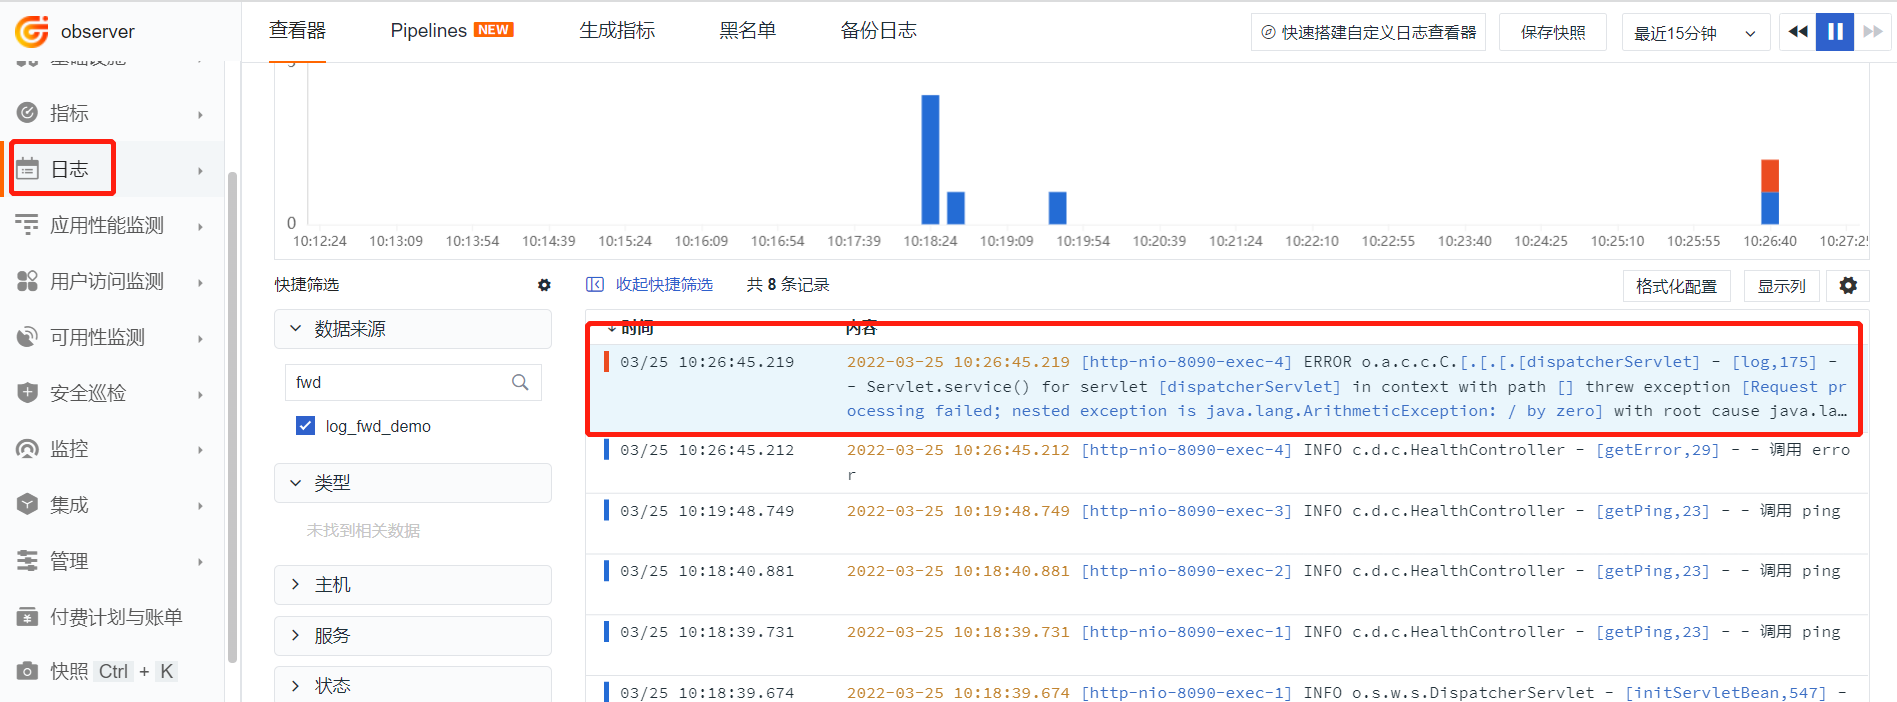 observer
查看器
Pipelines NEW
生成指标
黑名单
备份日志
快速搭建自定义日志查看器
保存快照
最近15分钟
基础设施
指标
日志
应用性能监测
用户访问监测
可用性监测
安全巡检
监控
集成
管理
付费计划与账单
快照 Ctrl + K
0
10:12:24 10:13:09 10:13:54 10:14:39 10:15:24 10:16:09 10:16:54 10:17:39 10:18:24 10:19:09 10:19:54 10:20:39 10:21:24 10:22:10 10:22:55 10:23:40 10:24:25 10:25:10 10:25:55 10:26:40 10:27:25
快捷筛选
数据来源
fwd
log_fwd_demo
类型
未找到相关数据
主机
服务
状态
收起快捷筛选 共 8 条记录
格式化配置
显示列
时间 内容
03/25 10:26:45.219 2022-03-25 10:26:45.219 [http-nio-8090-exec-4] ERROR o.a.c.c.C.[.[.[.[dispatcherServlet] - [log,175] -
- Servlet.service() for servlet [dispatcherServlet] in context with path [] threw exception [Request pr
ocessing failed; nested exception is java.lang.ArithmeticException: / by zero] with root cause java.la…
03/25 10:26:45.212 2022-03-25 10:26:45.212 [http-nio-8090-exec-4] INFO c.d.c.HealthController - [getError,29] - - 调用 erro
r
03/25 10:19:48.749 2022-03-25 10:19:48.749 [http-nio-8090-exec-3] INFO c.d.c.HealthController - [getPing,23] - - 调用 ping
03/25 10:18:40.881 2022-03-25 10:18:40.881 [http-nio-8090-exec-2] INFO c.d.c.HealthController - [getPing,23] - - 调用 ping
03/25 10:18:39.731 2022-03-25 10:18:39.731 [http-nio-8090-exec-1] INFO c.d.c.HealthController - [getPing,23] - - 调用 ping
03/25 10:18:39.674 2022-03-25 10:18:39.674 [http-nio-8090-exec-1] INFO o.s.w.s.DispatcherServlet - [initServletBean,547] -